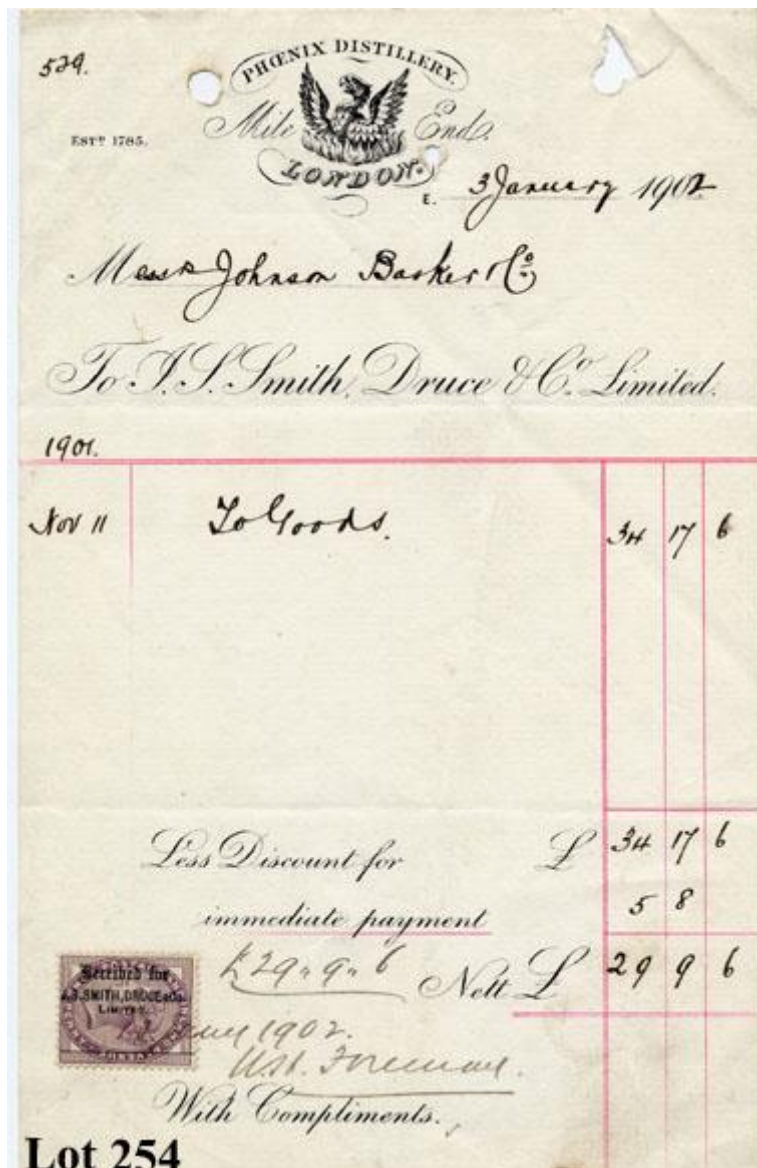 529.
PHŒNIX DISTILLERY.
Mile End.
ESTD 1785.
LONDON.
E. 3 January 1902
Messrs Johnson Barker & Co
To J. S. Smith, Druce & Co. Limited.
1901.
Nov 11 To Goods. 34 17 6
Less Discount for £ 34 17 6
immediate payment 5 8
£29 " 9 " 6 Nett £ 29 9 6
Received for
J.S. SMITH, DRUCE & Co.
LIMITED.
1902.
Foreman.
With Compliments.
Lot 254